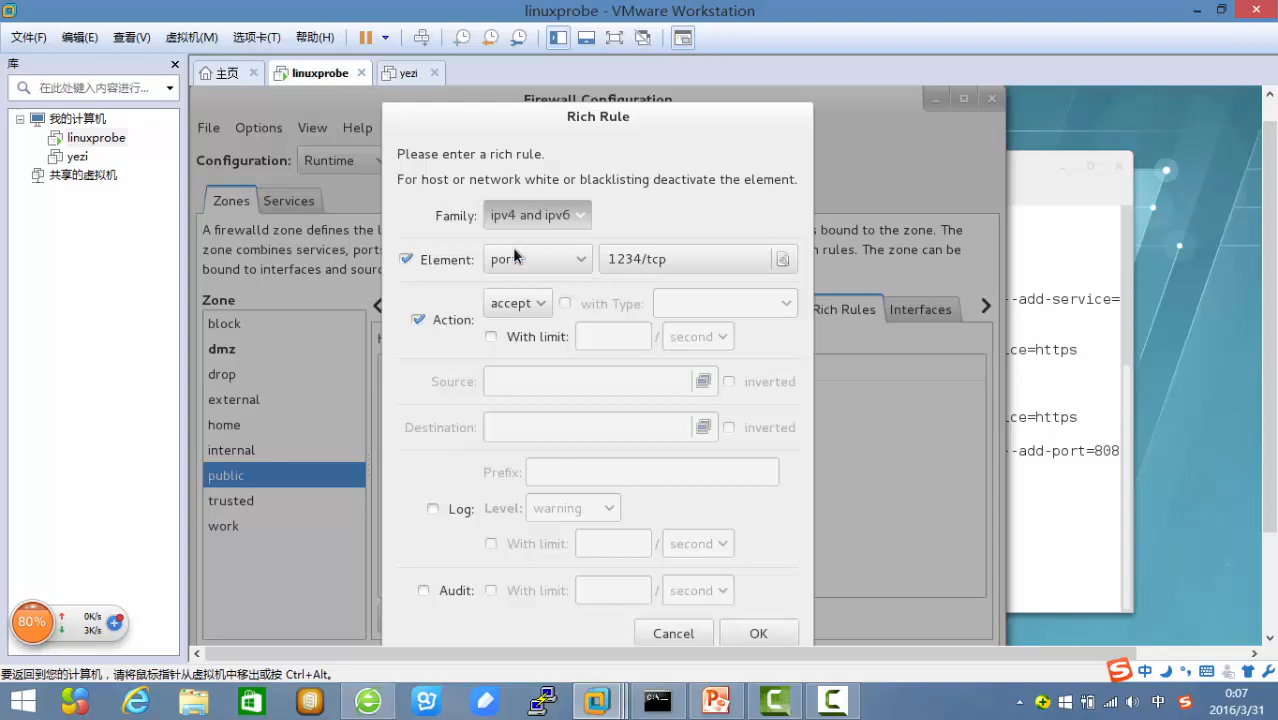 linuxprobe - VMware Workstation
文件(F) 编辑(E) 查看(V) 虚拟机(M) 选项卡(T) 帮助(H)
库
在此处键入内容进行...
我的计算机
linuxprobe
yezi
共享的虚拟机
主页
linuxprobe
yezi
Firewall Configuration
File Options View Help
Configuration: Runtime
Zones Services
A firewalld zone defines the l
zone combines services, ports
to interfaces and sourc
s bound to the zone. The
n rules. The zone can be bound
Zone
block
dmz
drop
external
home
internal
public
trusted
work
Rich Rules Interfaces
Rich Rule
Please enter a rich rule.
For host or network white or blacklisting deactivate the element.
Family: ipv4 and ipv6
Element: port 1234/tcp
Action: accept with Type:
With limit: / second
Source: inverted
Destination: inverted
Prefix:
Log: Level: warning
With limit: / second
Audit: With limit: / second
Cancel OK
--add-service=
ice=https
ice=https
--add-port=808
80%
0K/s
3K/s
要返回到您的计算机，请将鼠标指针从虚拟机中移出或按 Ctrl+Alt。
中
中
0:07
2016/3/31